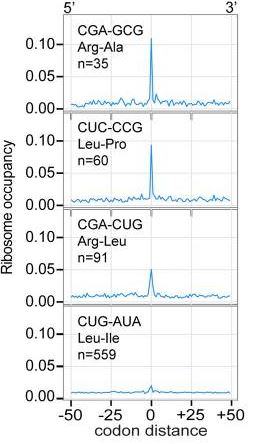 5' 3'
Ribosome occupancy
CGA-GCG
Arg-Ala
n=35
0.10
0.05
0.00
CUC-CCG
Leu-Pro
n=60
0.10
0.05
0.00
CGA-CUG
Arg-Leu
n=91
0.10
0.05
0.00
CUG-AUA
Leu-Ile
n=559
0.10
0.05
0.00
-50 -25 0 +25 +50
codon distance